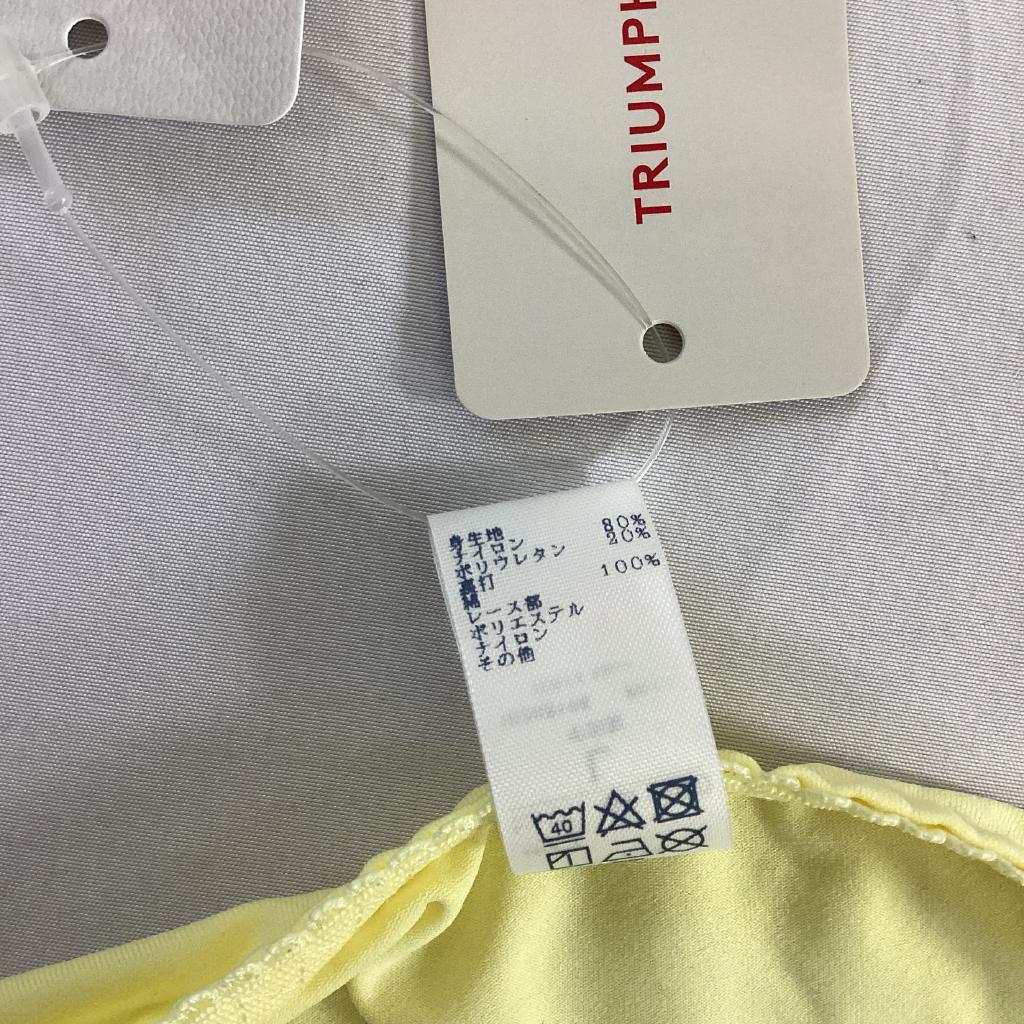 TRIUMPH
身生地
ナイロン 80%
ポリウレタン 20%
裏打
綿 100%
レース部
ポリエステル
ナイロン
その他
40